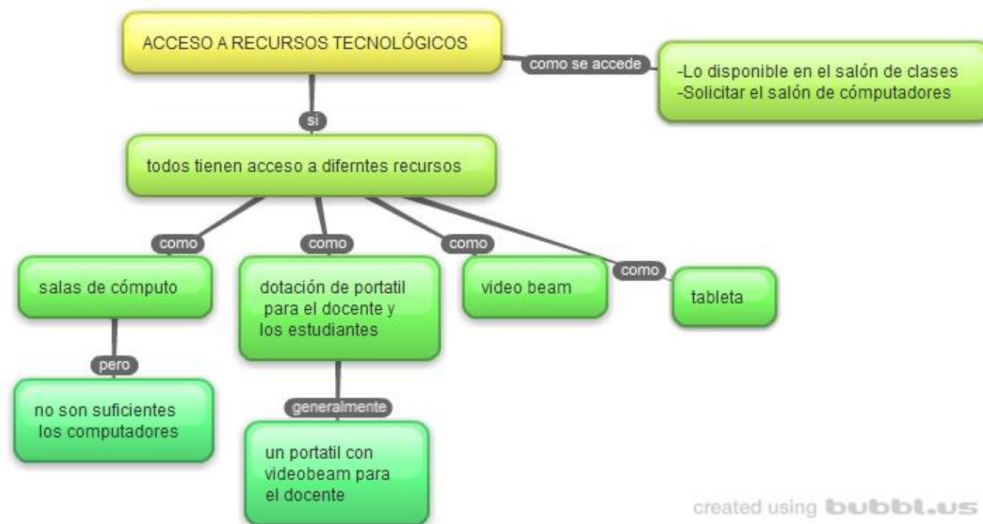 ACCESO A RECURSOS TECNOLÓGICOS
como se accede
-Lo disponible en el salón de clases
-Solicitar el salón de cómputadores
si
todos tienen acceso a diferntes recursos
como
como
como
como
salas de cómputo
dotación de portatil
para el docente y
los estudiantes
video beam
tableta
pero
no son suficientes
los computadores
generalmente
un portatil con
videobeam para
el docente
created using bubbl.us